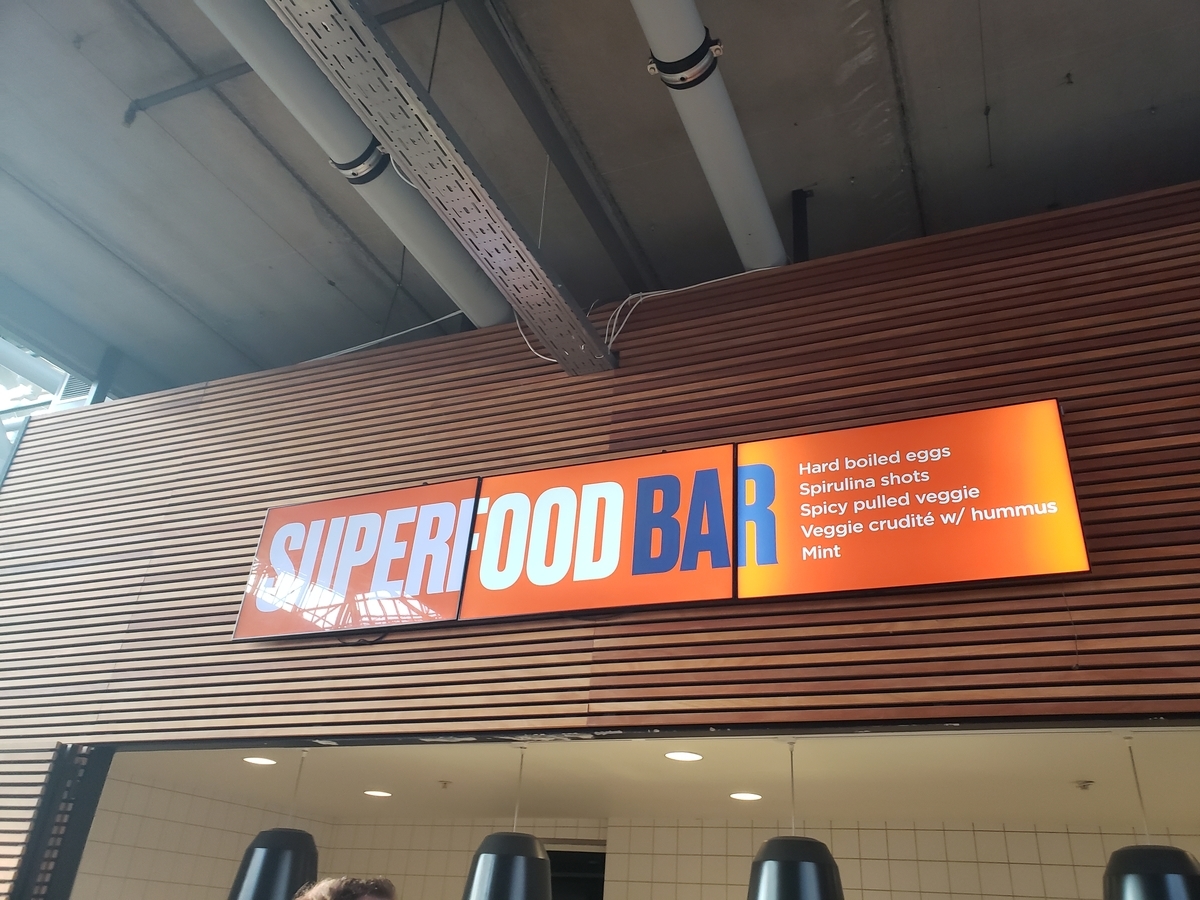 SUPERFOOD BAR
Hard boiled eggs
Spirulina shots
Spicy pulled veggie
Veggie crudité w/ hummus
Mint